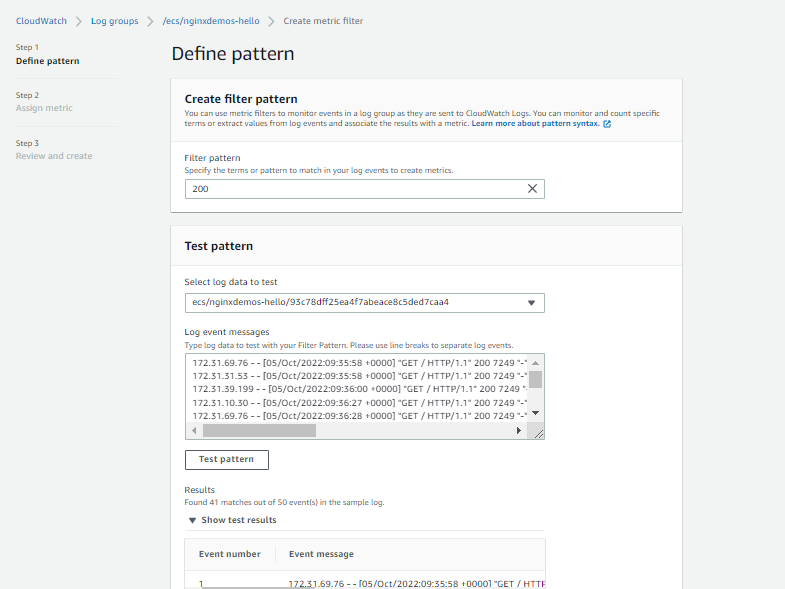 CloudWatch > Log groups > /ecs/nginxdemos-hello > Create metric filter
Step 1
Define pattern
Step 2
Assign metric
Step 3
Review and create
Define pattern
Create filter pattern
You can use metric filters to monitor events in a log group as they are sent to CloudWatch Logs. You can monitor and count specific
terms or extract values from log events and associate the results with a metric. Learn more about pattern syntax.
Filter pattern
Specify the terms or pattern to match in your log events to create metrics.
200
Test pattern
Select log data to test
ecs/nginxdemos-hello/93c78dff25ea4f7abeace8c5ded7caa4
Log event messages
Type log data to test with your Filter Pattern. Please use line breaks to separate log events.
172.31.69.76 - - [05/Oct/2022:09:35:58 +0000] "GET / HTTP/1.1" 200 7249 "-"
172.31.31.53 - - [05/Oct/2022:09:35:58 +0000] "GET / HTTP/1.1" 200 7249 "-"
172.31.39.199 - - [05/Oct/2022:09:36:00 +0000] "GET / HTTP/1.1" 200 7249 "-
172.31.10.30 - - [05/Oct/2022:09:36:27 +0000] "GET / HTTP/1.1" 200 7249 "-"
172.31.69.76 - - [05/Oct/2022:09:36:28 +0000] "GET / HTTP/1.1" 200 7249 "-"
Test pattern
Results
Found 41 matches out of 50 event(s) in the sample log.
Show test results
Event number Event message
1 172.31.69.76 - - [05/Oct/2022:09:35:58 +0000] "GET / HTTP